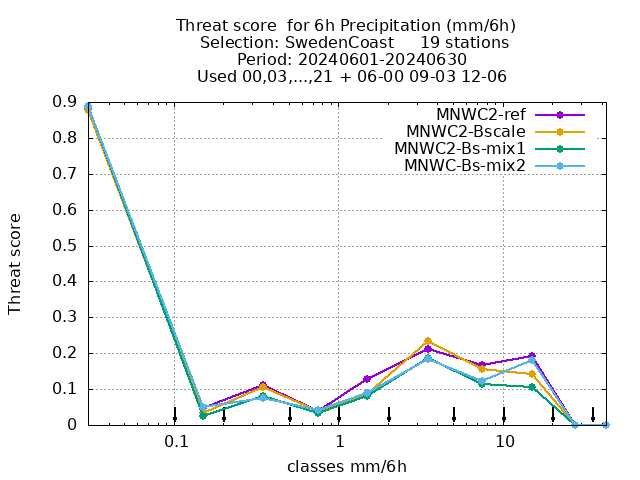 Threat score  for 6h Precipitation (mm/6h)
Selection: SwedenCoast     19 stations
Period: 20240601-20240630
Used 00,03,...,21 + 06-00 09-03 12-06
MNWC2-ref
MNWC2-Bscale
MNWC2-Bs-mix1
MNWC-Bs-mix2
Threat score
0.9
0.8
0.7
0.6
0.5
0.4
0.3
0.2
0.1
0
0.1 1 10
classes mm/6h